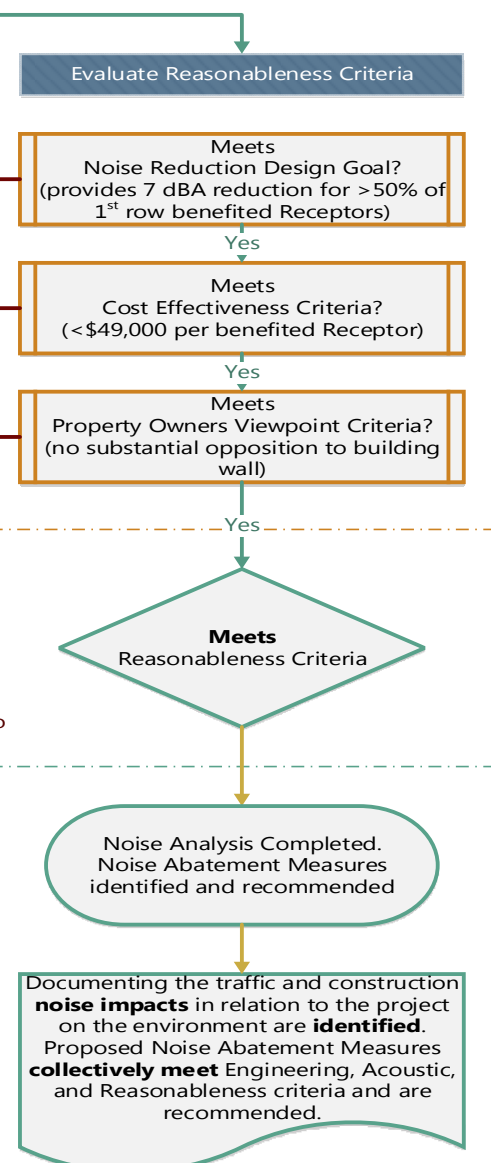 Evaluate Reasonableness Criteria
Meets
Noise Reduction Design Goal?
(provides 7 dBA reduction for >50% of
1st row benefited Receptors)
Yes
Meets
Cost Effectiveness Criteria?
(<$49,000 per benefited Receptor)
Yes
Meets
Property Owners Viewpoint Criteria?
(no substantial opposition to building
wall)
Yes
Meets
Reasonableness Criteria
Noise Analysis Completed.
Noise Abatement Measures
identified and recommended
Documenting the traffic and construction
noise impacts in relation to the project
on the environment are identified.
Proposed Noise Abatement Measures
collectively meet Engineering, Acoustic,
and Reasonableness criteria and are
recommended.